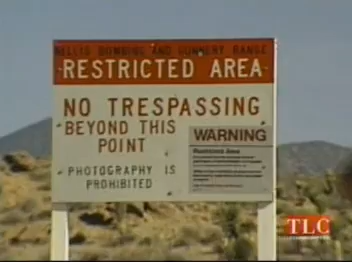 NELLIS BOMBING AND GUNNERY RANGE
RESTRICTED AREA
NO TRESPASSING
BEYOND THIS
POINT
PHOTOGRAPHY IS
PROHIBITED
WARNING
Restricted Area
TLC